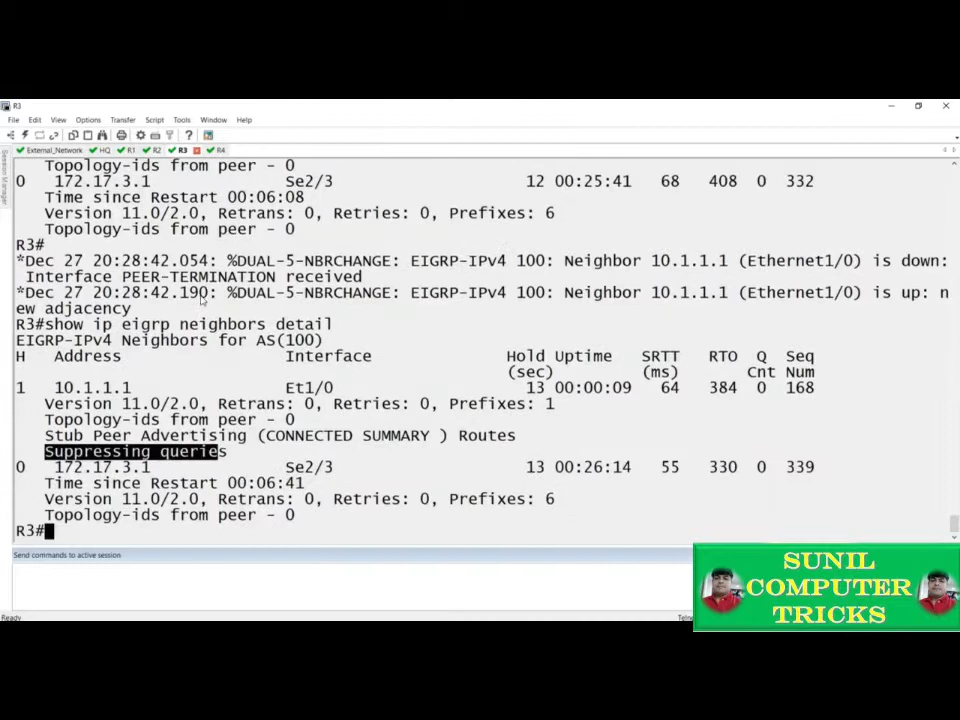 R3
File Edit View Options Transfer Script Tools Window Help
External_Network HQ R1 R2 R3 R4
Session Manager
Topology-ids from peer - 0
0 172.17.3.1 Se2/3 12 00:25:41 68 408 0 332
Time since Restart 00:06:08
Version 11.0/2.0, Retrans: 0, Retries: 0, Prefixes: 6
Topology-ids from peer - 0
R3#
*Dec 27 20:28:42.054: %DUAL-5-NBRCHANGE: EIGRP-IPv4 100: Neighbor 10.1.1.1 (Ethernet1/0) is down:
Interface PEER-TERMINATION received
*Dec 27 20:28:42.190: %DUAL-5-NBRCHANGE: EIGRP-IPv4 100: Neighbor 10.1.1.1 (Ethernet1/0) is up: n
ew adjacency
R3#show ip eigrp neighbors detail
EIGRP-IPv4 Neighbors for AS(100)
H Address Interface Hold Uptime SRTT RTO Q Seq
(sec) (ms) Cnt Num
1 10.1.1.1 Et1/0 13 00:00:09 64 384 0 168
Version 11.0/2.0, Retrans: 0, Retries: 0, Prefixes: 1
Topology-ids from peer - 0
Stub Peer Advertising (CONNECTED SUMMARY ) Routes
Suppressing queries
0 172.17.3.1 Se2/3 13 00:26:14 55 330 0 339
Time since Restart 00:06:41
Version 11.0/2.0, Retrans: 0, Retries: 0, Prefixes: 6
Topology-ids from peer - 0
R3#
Send commands to active session
SUNIL
COMPUTER
TRICKS
Ready